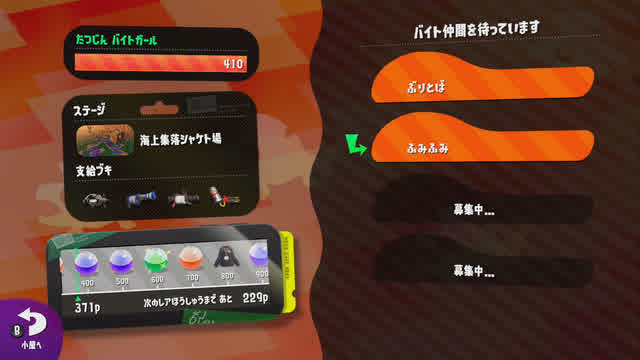 たつじん バイトガール
410
ステージ
海上集落シャケト場
支給ブキ
400 500 600 700 800 900
371p 次のレアほうしゅうまで あと 229p
B
小屋へ
バイト仲間を待っています
ぶりとば
ふみふみ
募集中...
募集中...